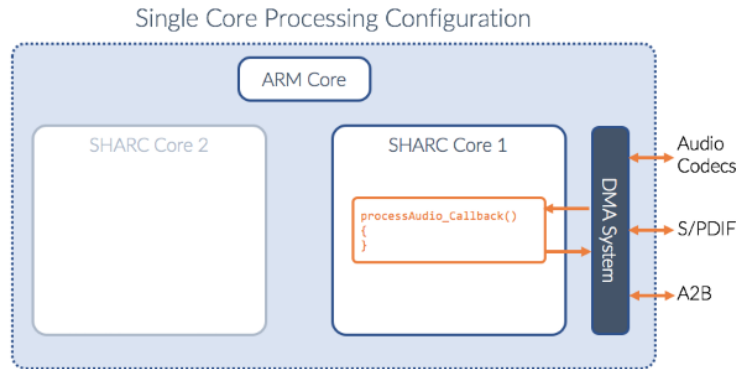 Single Core Processing Configuration
ARM Core
SHARC Core 2
SHARC Core 1
processAudio_Callback()
{
}
DMA System
Audio
Codecs
S/PDIF
A2B